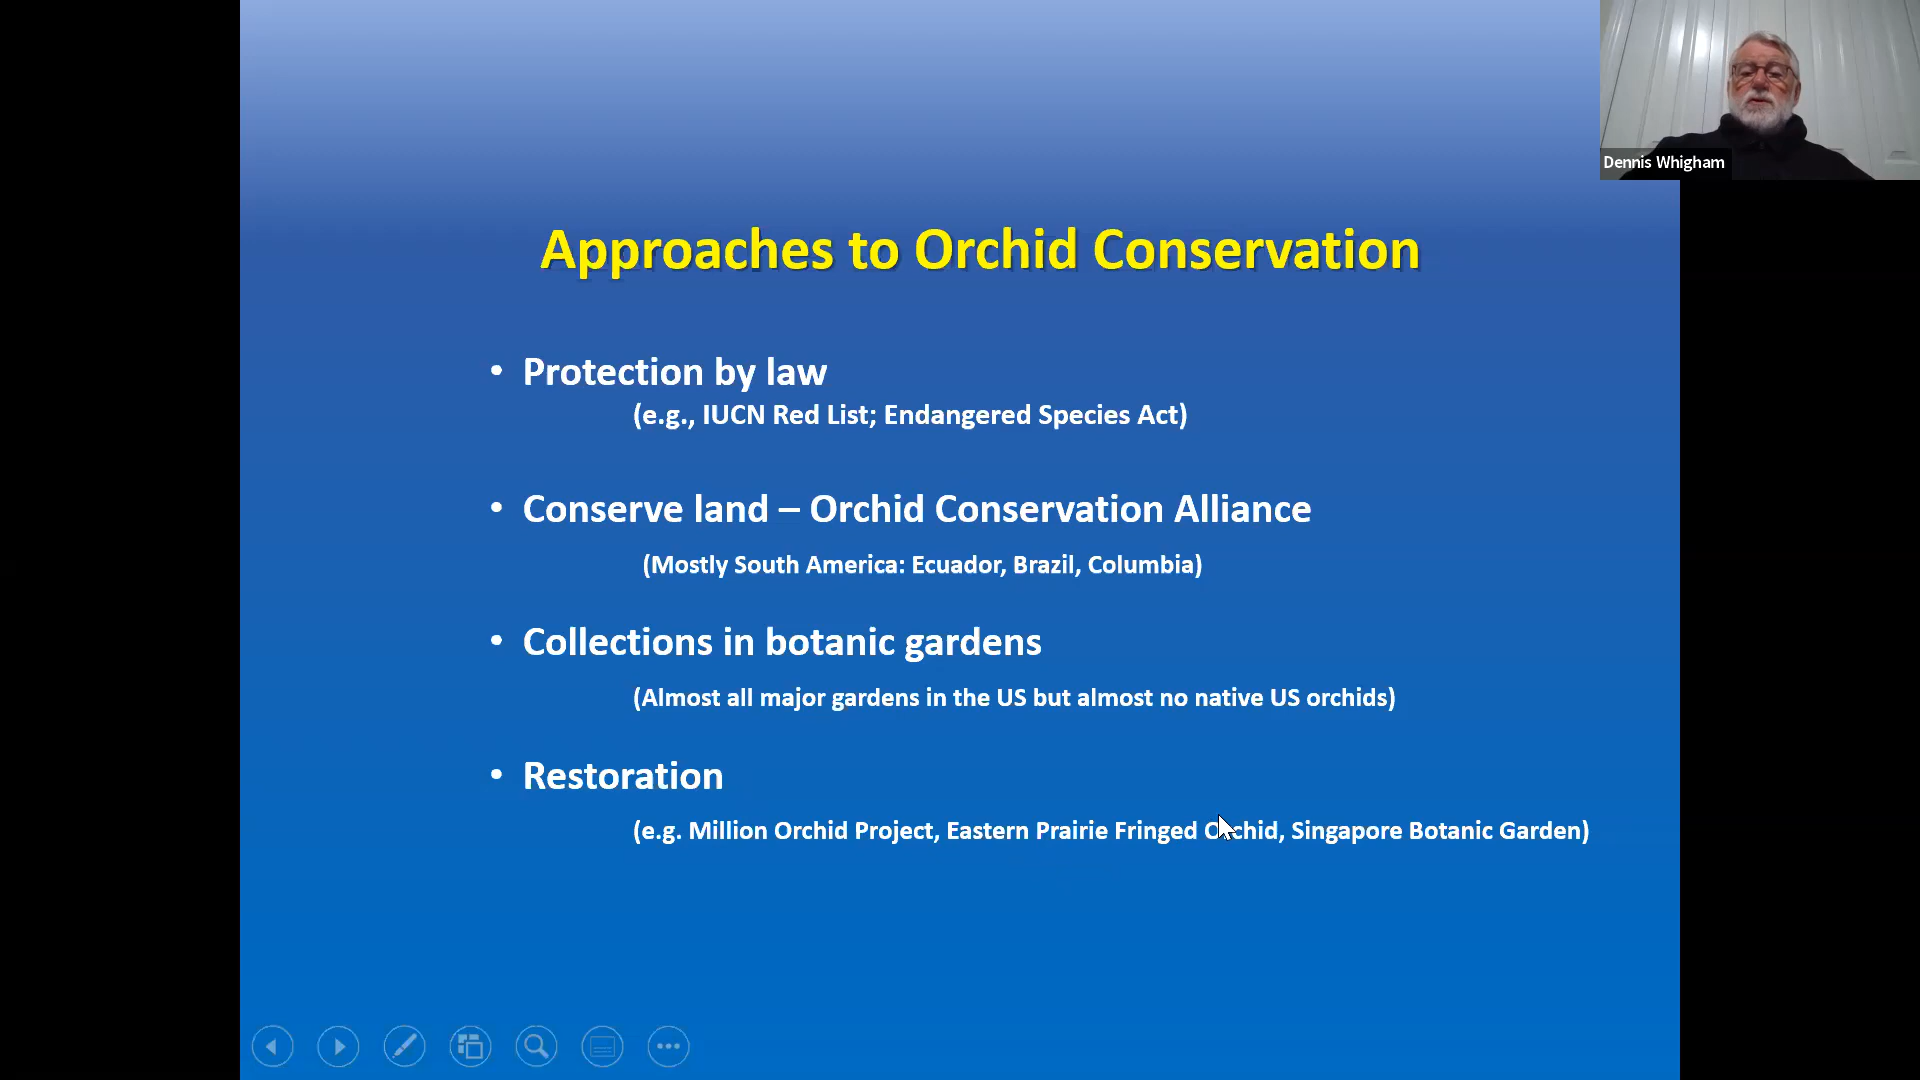 Dennis Whigham
Approaches to Orchid Conservation
• Protection by law
(e.g., IUCN Red List; Endangered Species Act)
• Conserve land – Orchid Conservation Alliance
(Mostly South America: Ecuador, Brazil, Columbia)
• Collections in botanic gardens
(Almost all major gardens in the US but almost no native US orchids)
• Restoration
(e.g. Million Orchid Project, Eastern Prairie Fringed Orchid, Singapore Botanic Garden)